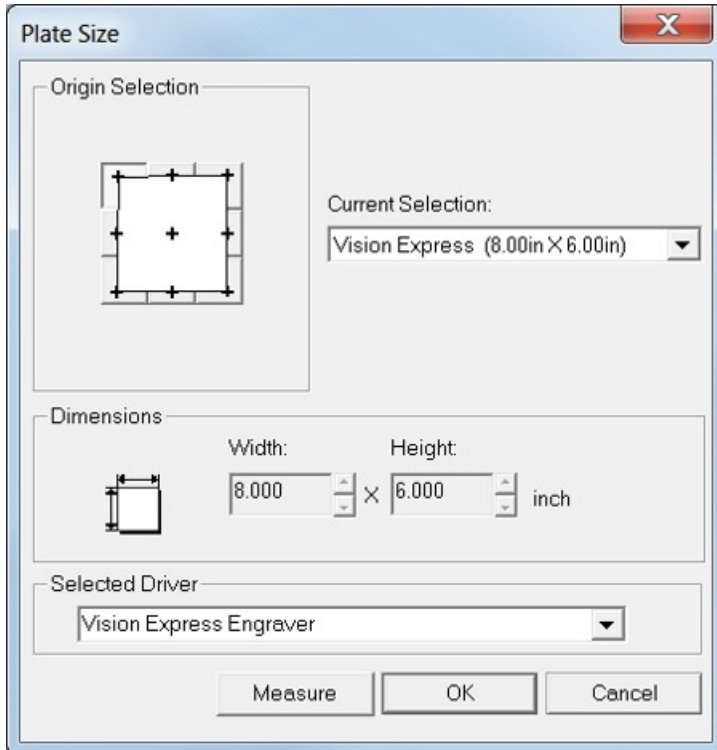 Plate Size
Origin Selection
Current Selection:
Vision Express (8.00in X 6.00in)
Dimensions
Width: Height:
8.000 X 6.000 inch
Selected Driver
Vision Express Engraver
Measure OK Cancel